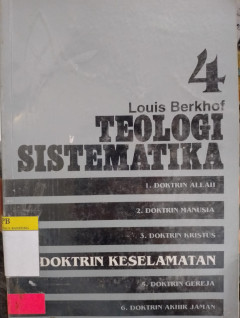 4
Louis Berkhof
TEOLOGI
SISTEMATIKA
1. DOKTRIN ALLAH
2. DOKTRIN MANUSIA
3. DOKTRIN KRISTUS
DOKTRIN KESELAMATAN
5. DOKTRIN GEREJA
6. DOKTRIN AKHIR JAMAN